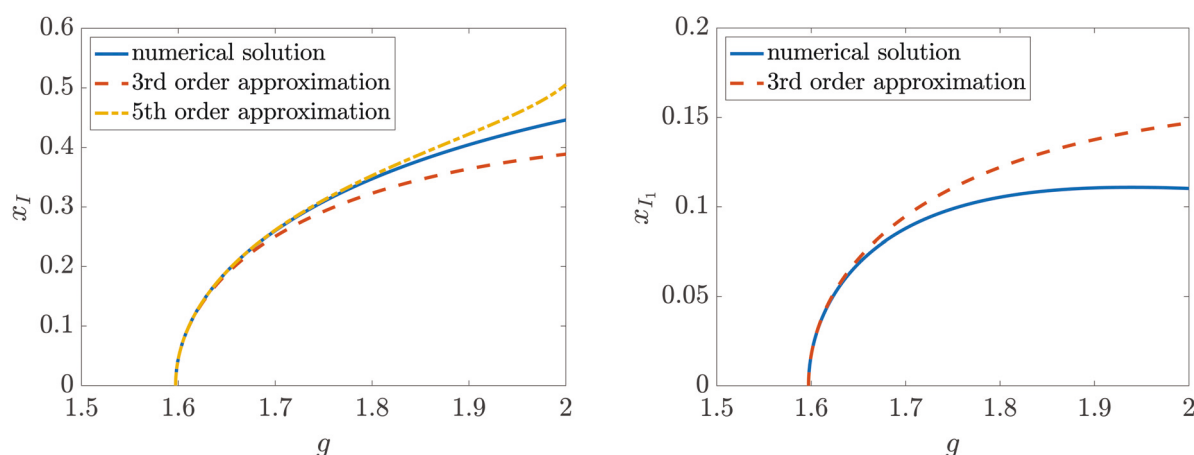 0.6
0.5
0.4
0.3
0.2
0.1
0
x_I
numerical solution
3rd order approximation
5th order approximation
1.5 1.6 1.7 1.8 1.9 2
g
0.2
0.15
0.1
0.05
0
x_{I_1}
numerical solution
3rd order approximation
1.5 1.6 1.7 1.8 1.9 2
g